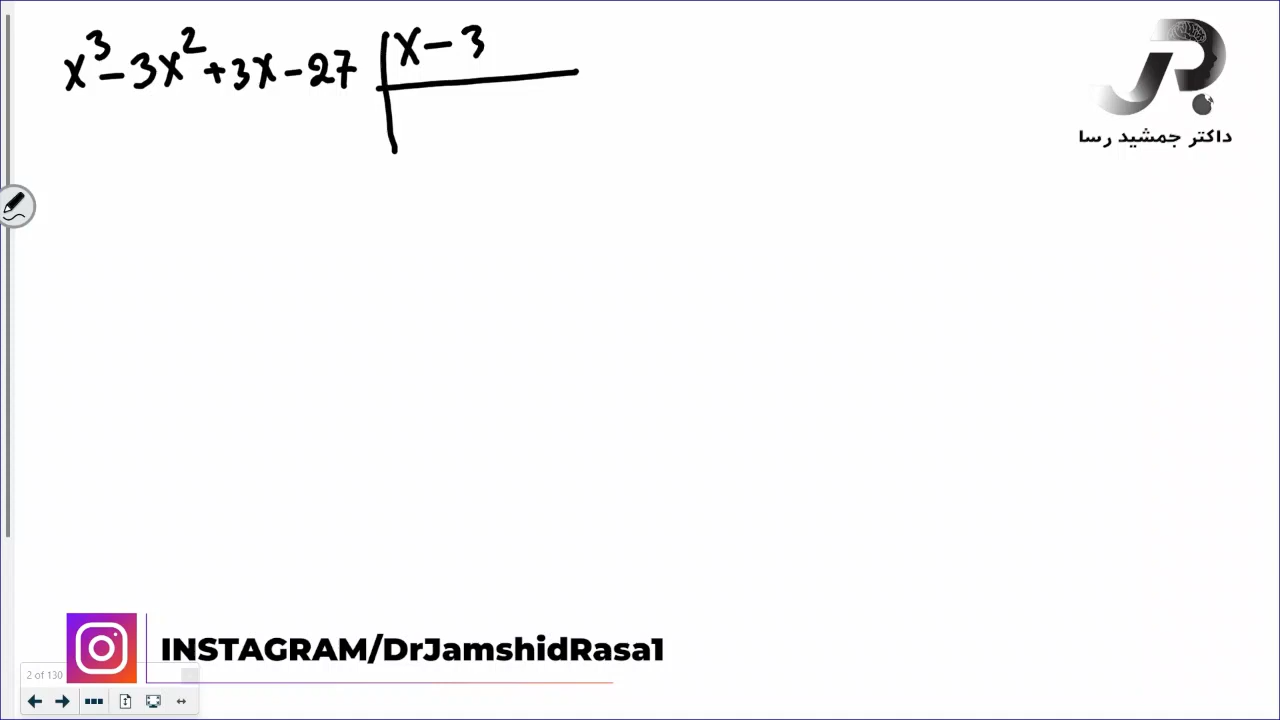 x³ - 3x² + 3x - 27 | x - 3
داکتر جمشید رسا
INSTAGRAM/DrJamshidRasa1
2 of 130